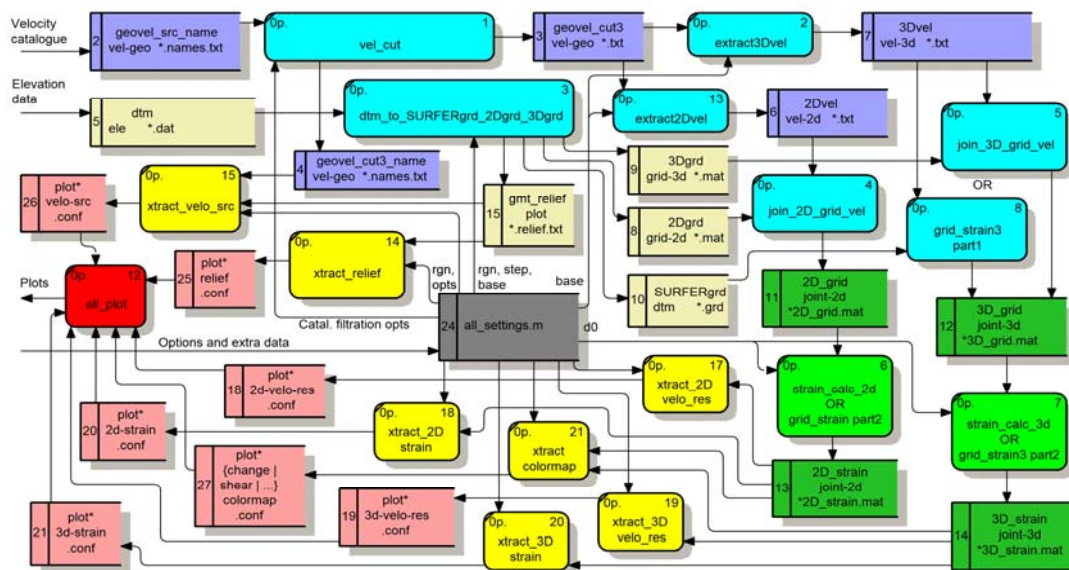 Velocity
catalogue
2
geovel_src_name
vel-geo *.names.txt
0p.
1
vel_cut
3
geovel_cut3
vel-geo *.txt
0p.
2
extract3Dvel
7
3Dvel
vel-3d *.txt
Elevation
data
5
dtm
ele *.dat
0p.
3
dtm_to_SURFERgrd_2Dgrd_3Dgrd
0p.
13
extract2Dvel
6
2Dvel
vel-2d *.txt
0p.
5
join_3D_grid_vel
OR
4
geovel_cut3_name
vel-geo *.names.txt
9
3Dgrd
grid-3d *.mat
26
plot*
velo-src
.conf
0p.
15
xtract_velo_src
15
gmt_relief
plot
*.relief.txt
8
2Dgrd
grid-2d *.mat
0p.
4
join_2D_grid_vel
0p.
8
grid_strain3
part1
Plots
0p.
12
all_plot
25
plot*
relief
.conf
0p.
14
xtract_relief
rgn,
opts
rgn, step,
base
base
10
SURFERgrd
dtm *.grd
11
2D_grid
joint-2d
*2D_grid.mat
12
3D_grid
joint-3d
*3D_grid.mat
Catal. filtration opts
24
all_settings.m
d0
Options and extra data
18
plot*
2d-velo-res
.conf
0p.
17
xtract_2D
velo_res
0p.
6
strain_calc_2d
OR
grid_strain part2
0p.
7
strain_calc_3d
OR
grid_strain3 part2
20
plot*
2d-strain
.conf
0p.
18
xtract_2D
strain
0p.
21
xtract
colormap
27
plot*
{change |
shear | ...}
colormap
.conf
13
2D_strain
joint-2d
*2D_strain.mat
21
plot*
3d-strain
.conf
19
plot*
3d-velo-res
.conf
0p.
20
xtract_3D
strain
0p.
19
xtract_3D
velo_res
14
3D_strain
joint-3d
*3D_strain.mat